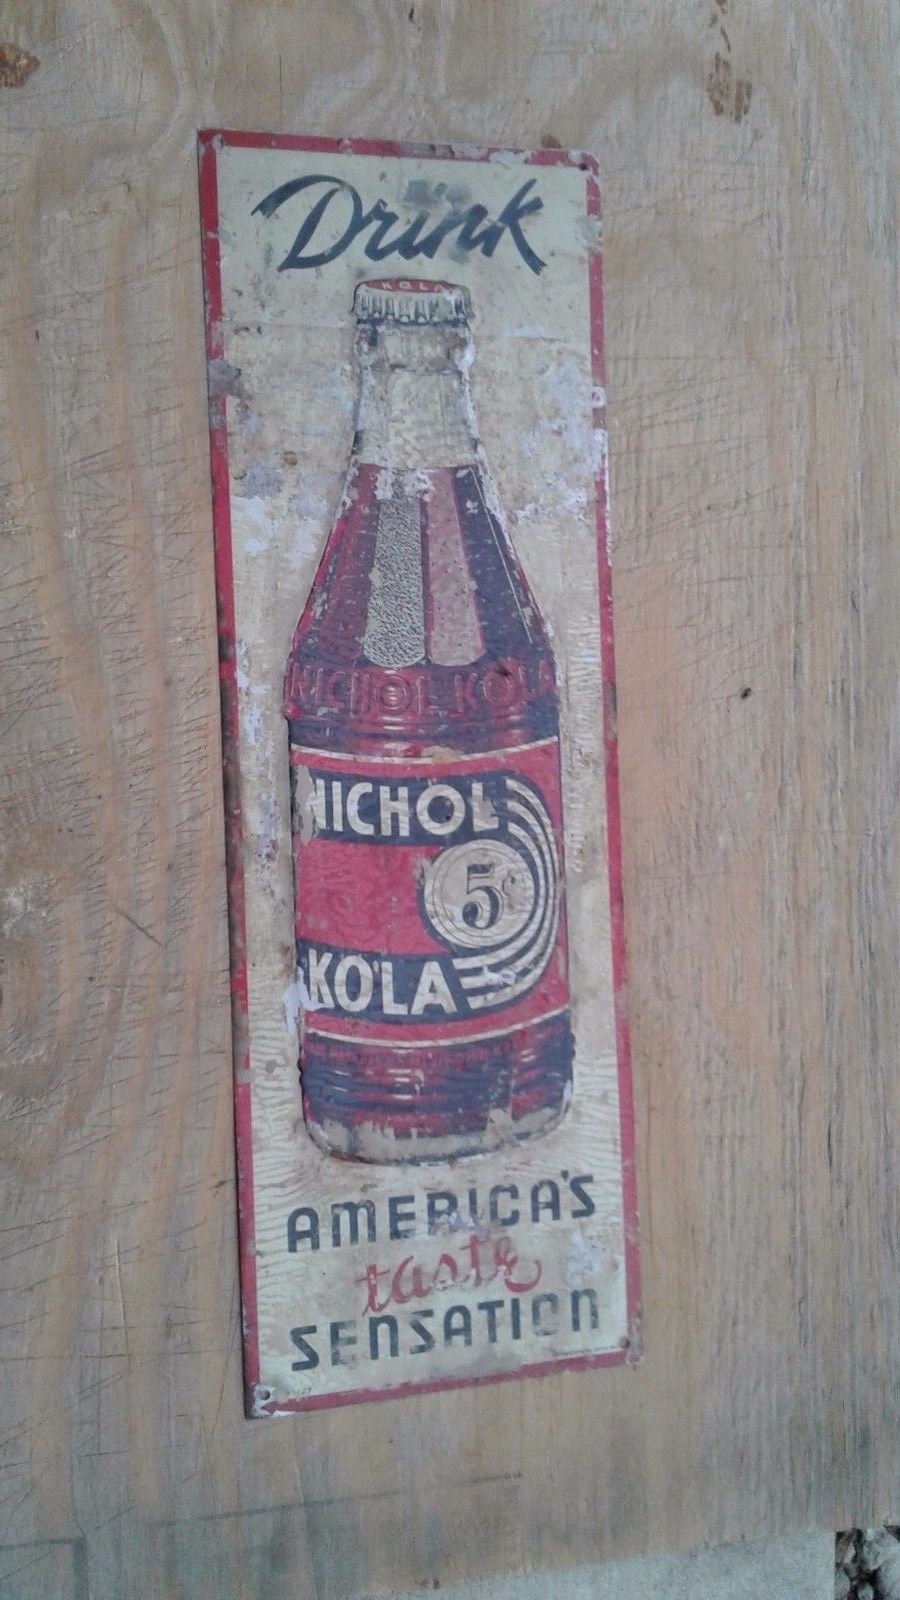 Drink
KOLA
NICHOL KOLA
NICHOL
5¢
KOLA
AMERICA'S
taste
SENSATION